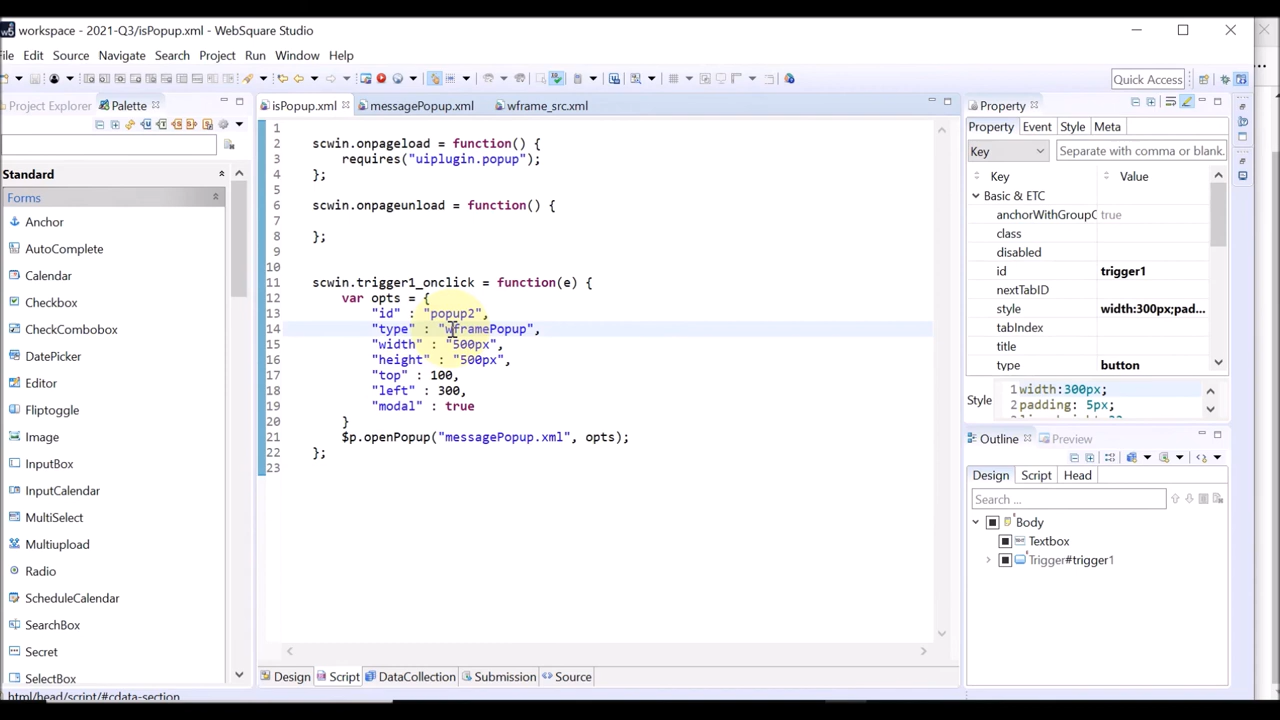 workspace - 2021-Q3/isPopup.xml - WebSquare Studio
ile Edit Source Navigate Search Project Run Window Help
Quick Access
Project Explorer Palette
isPopup.xml messagePopup.xml wframe_src.xml
Property
Standard
Forms
Anchor
AutoComplete
Calendar
Checkbox
CheckCombobox
DatePicker
Editor
Fliptoggle
Image
InputBox
InputCalendar
MultiSelect
Multiupload
Radio
ScheduleCalendar
SearchBox
Secret
SelectBox
1
2 scwin.onpageload = function() {
3 requires("uiplugin.popup");
4 };
5
6 scwin.onpageunload = function() {
7
8 };
9
10
11 scwin.trigger1_onclick = function(e) {
12 var opts = {
13 "id" : "popup2",
14 "type" : "wframePopup",
15 "width" : "500px",
16 "height" : "500px",
17 "top" : 100,
18 "left" : 300,
19 "modal" : true
20 }
21 $p.openPopup("messagePopup.xml", opts);
22 };
23
Design Script DataCollection Submission Source
html/head/script/#cdata-section
Property Event Style Meta
Key Separate with comma or blank.
Key Value
Basic & ETC
anchorWithGroupC true
class
disabled
id trigger1
nextTabID
style width:300px;pad...
tabIndex
title
type button
Style
1 width:300px;
2 padding: 5px;
Outline Preview
Design Script Head
Search ...
Body
Textbox
Trigger#trigger1